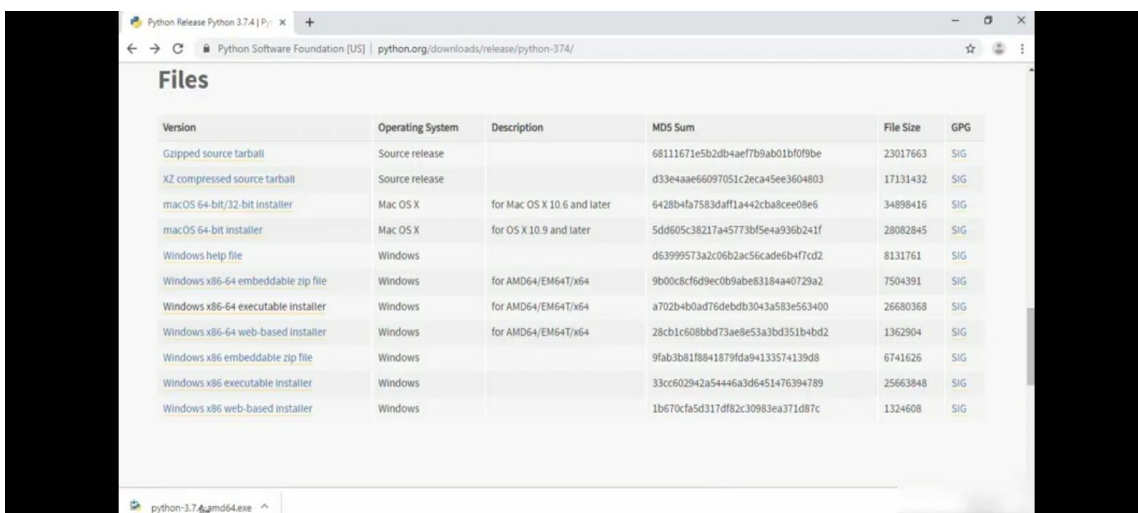 Python Release Python 3.7.4 | Py
Python Software Foundation [US] | python.org/downloads/release/python-374/
Files
Version Operating System Description MD5 Sum File Size GPG
Gzipped source tarball Source release 68111671e5b2db4aef7b9ab01bf0f9be 23017663 SIG
XZ compressed source tarball Source release d33e4aae66097051c2eca45ee3604803 17131432 SIG
macOS 64-bit/32-bit installer Mac OS X for Mac OS X 10.6 and later 6428b4fa7583daff1a442cba8cee08e6 34898416 SIG
macOS 64-bit installer Mac OS X for OS X 10.9 and later 5dd605c38217a45773bf5e4a936b241f 28082845 SIG
Windows help file Windows d63999573a2c06b2ac56cade6b4f7cd2 8131761 SIG
Windows x86-64 embeddable zip file Windows for AMD64/EM64T/x64 9b00c8cf6d9ec0b9abe83184a40729a2 7504391 SIG
Windows x86-64 executable installer Windows for AMD64/EM64T/x64 a702b4b0ad76debdb3043a583e563400 26680368 SIG
Windows x86-64 web-based installer Windows for AMD64/EM64T/x64 28cb1c608bbd73ae8e53a3bd351b4bd2 1362904 SIG
Windows x86 embeddable zip file Windows 9fab3b81f8841879fda94133574139d8 6741626 SIG
Windows x86 executable installer Windows 33cc602942a54446a3d6451476394789 25663848 SIG
Windows x86 web-based installer Windows 1b670cfa5d317df82c30983ea371d87c 1324608 SIG
python-3.7.4-amd64.exe